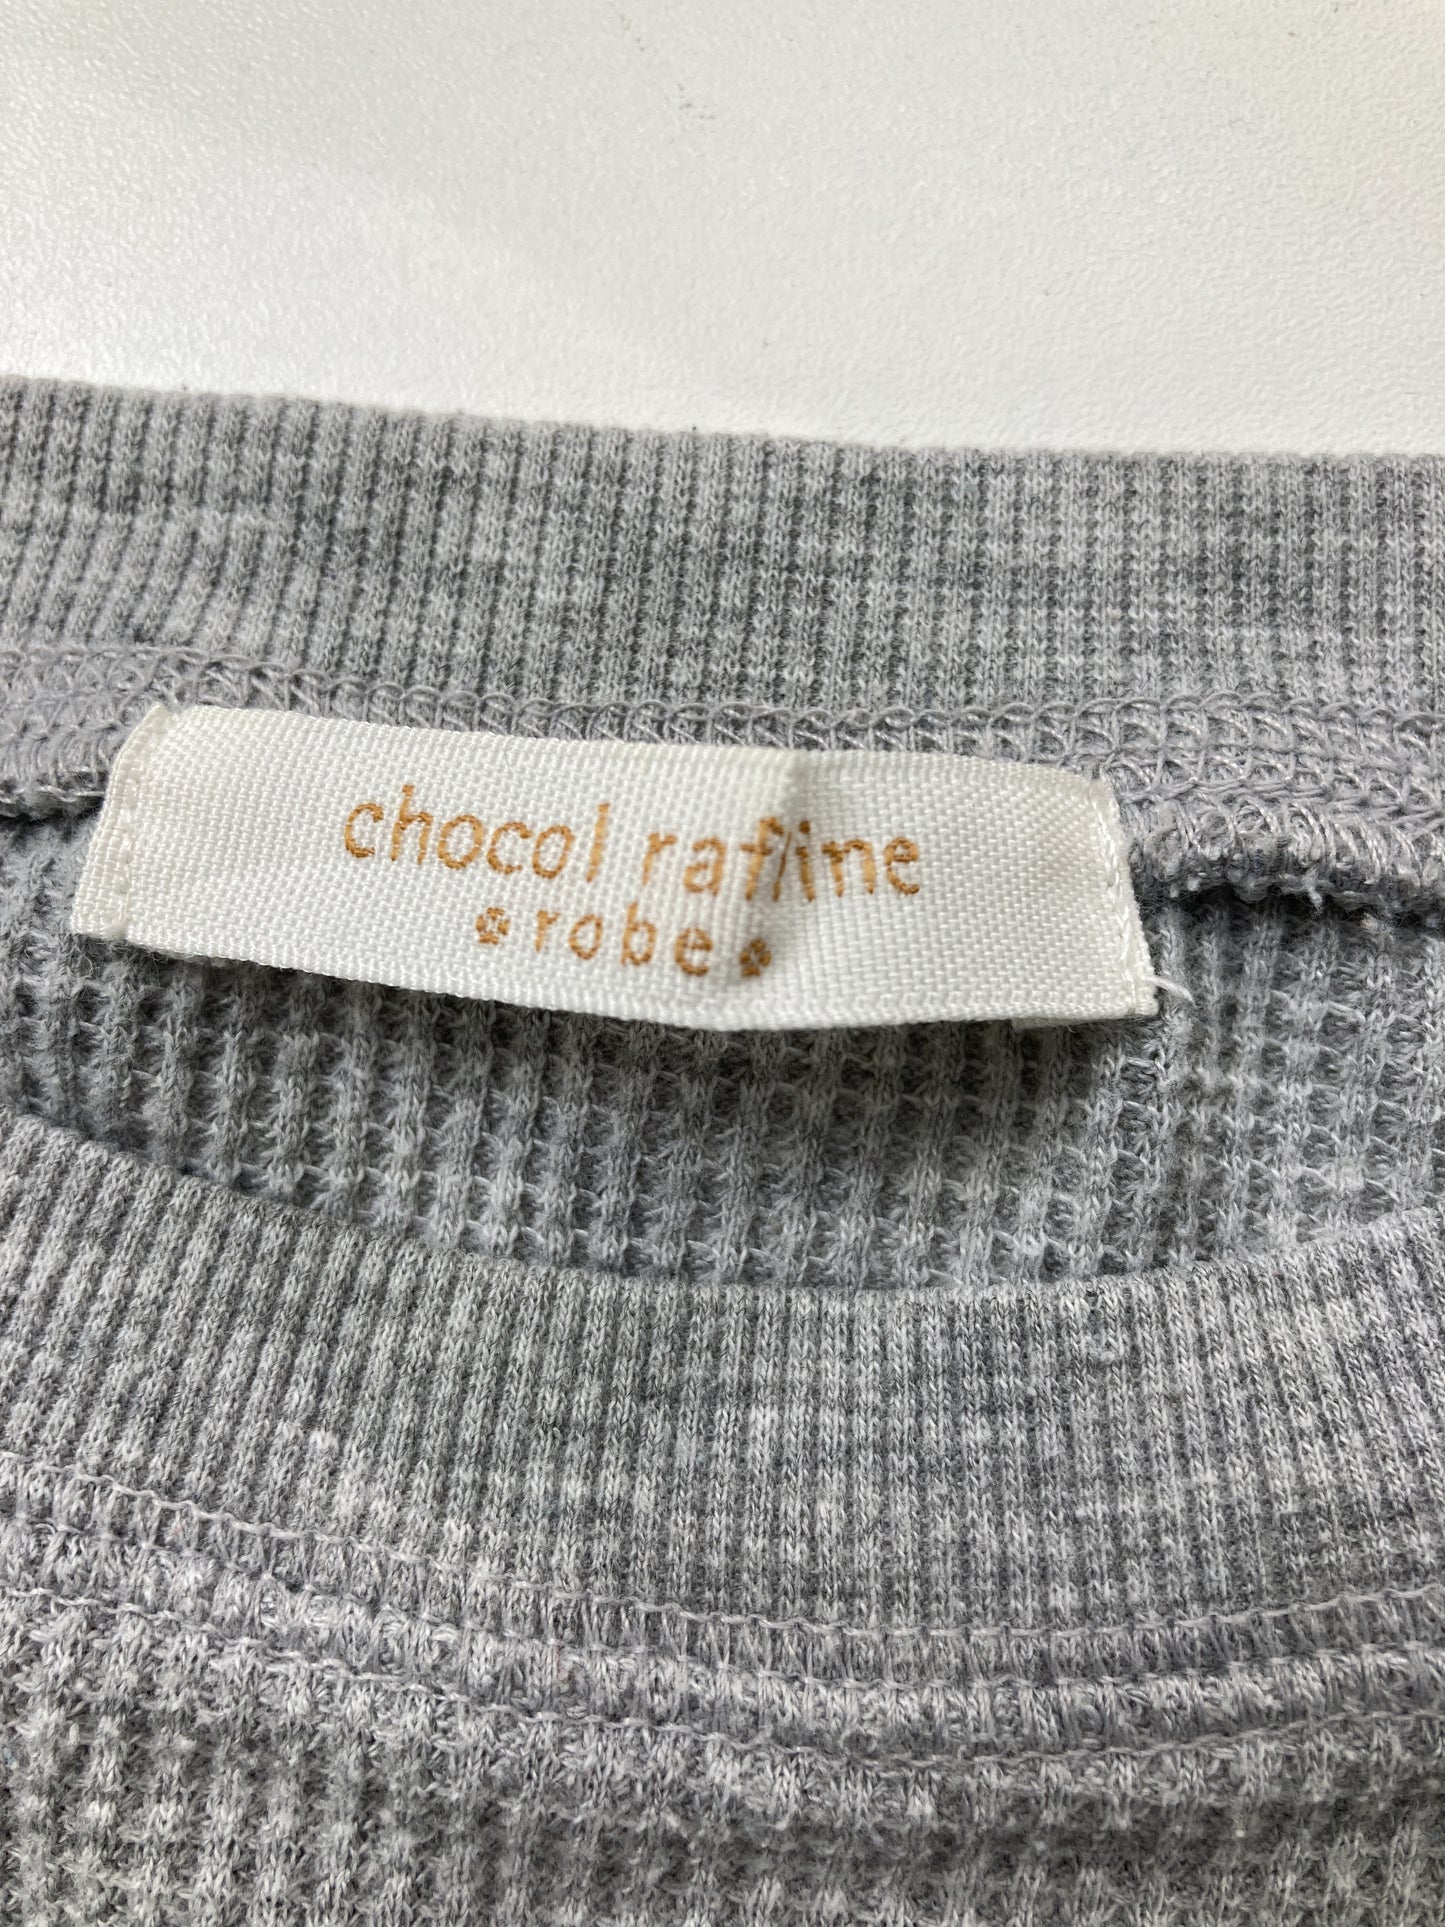 chocol raffine
robe